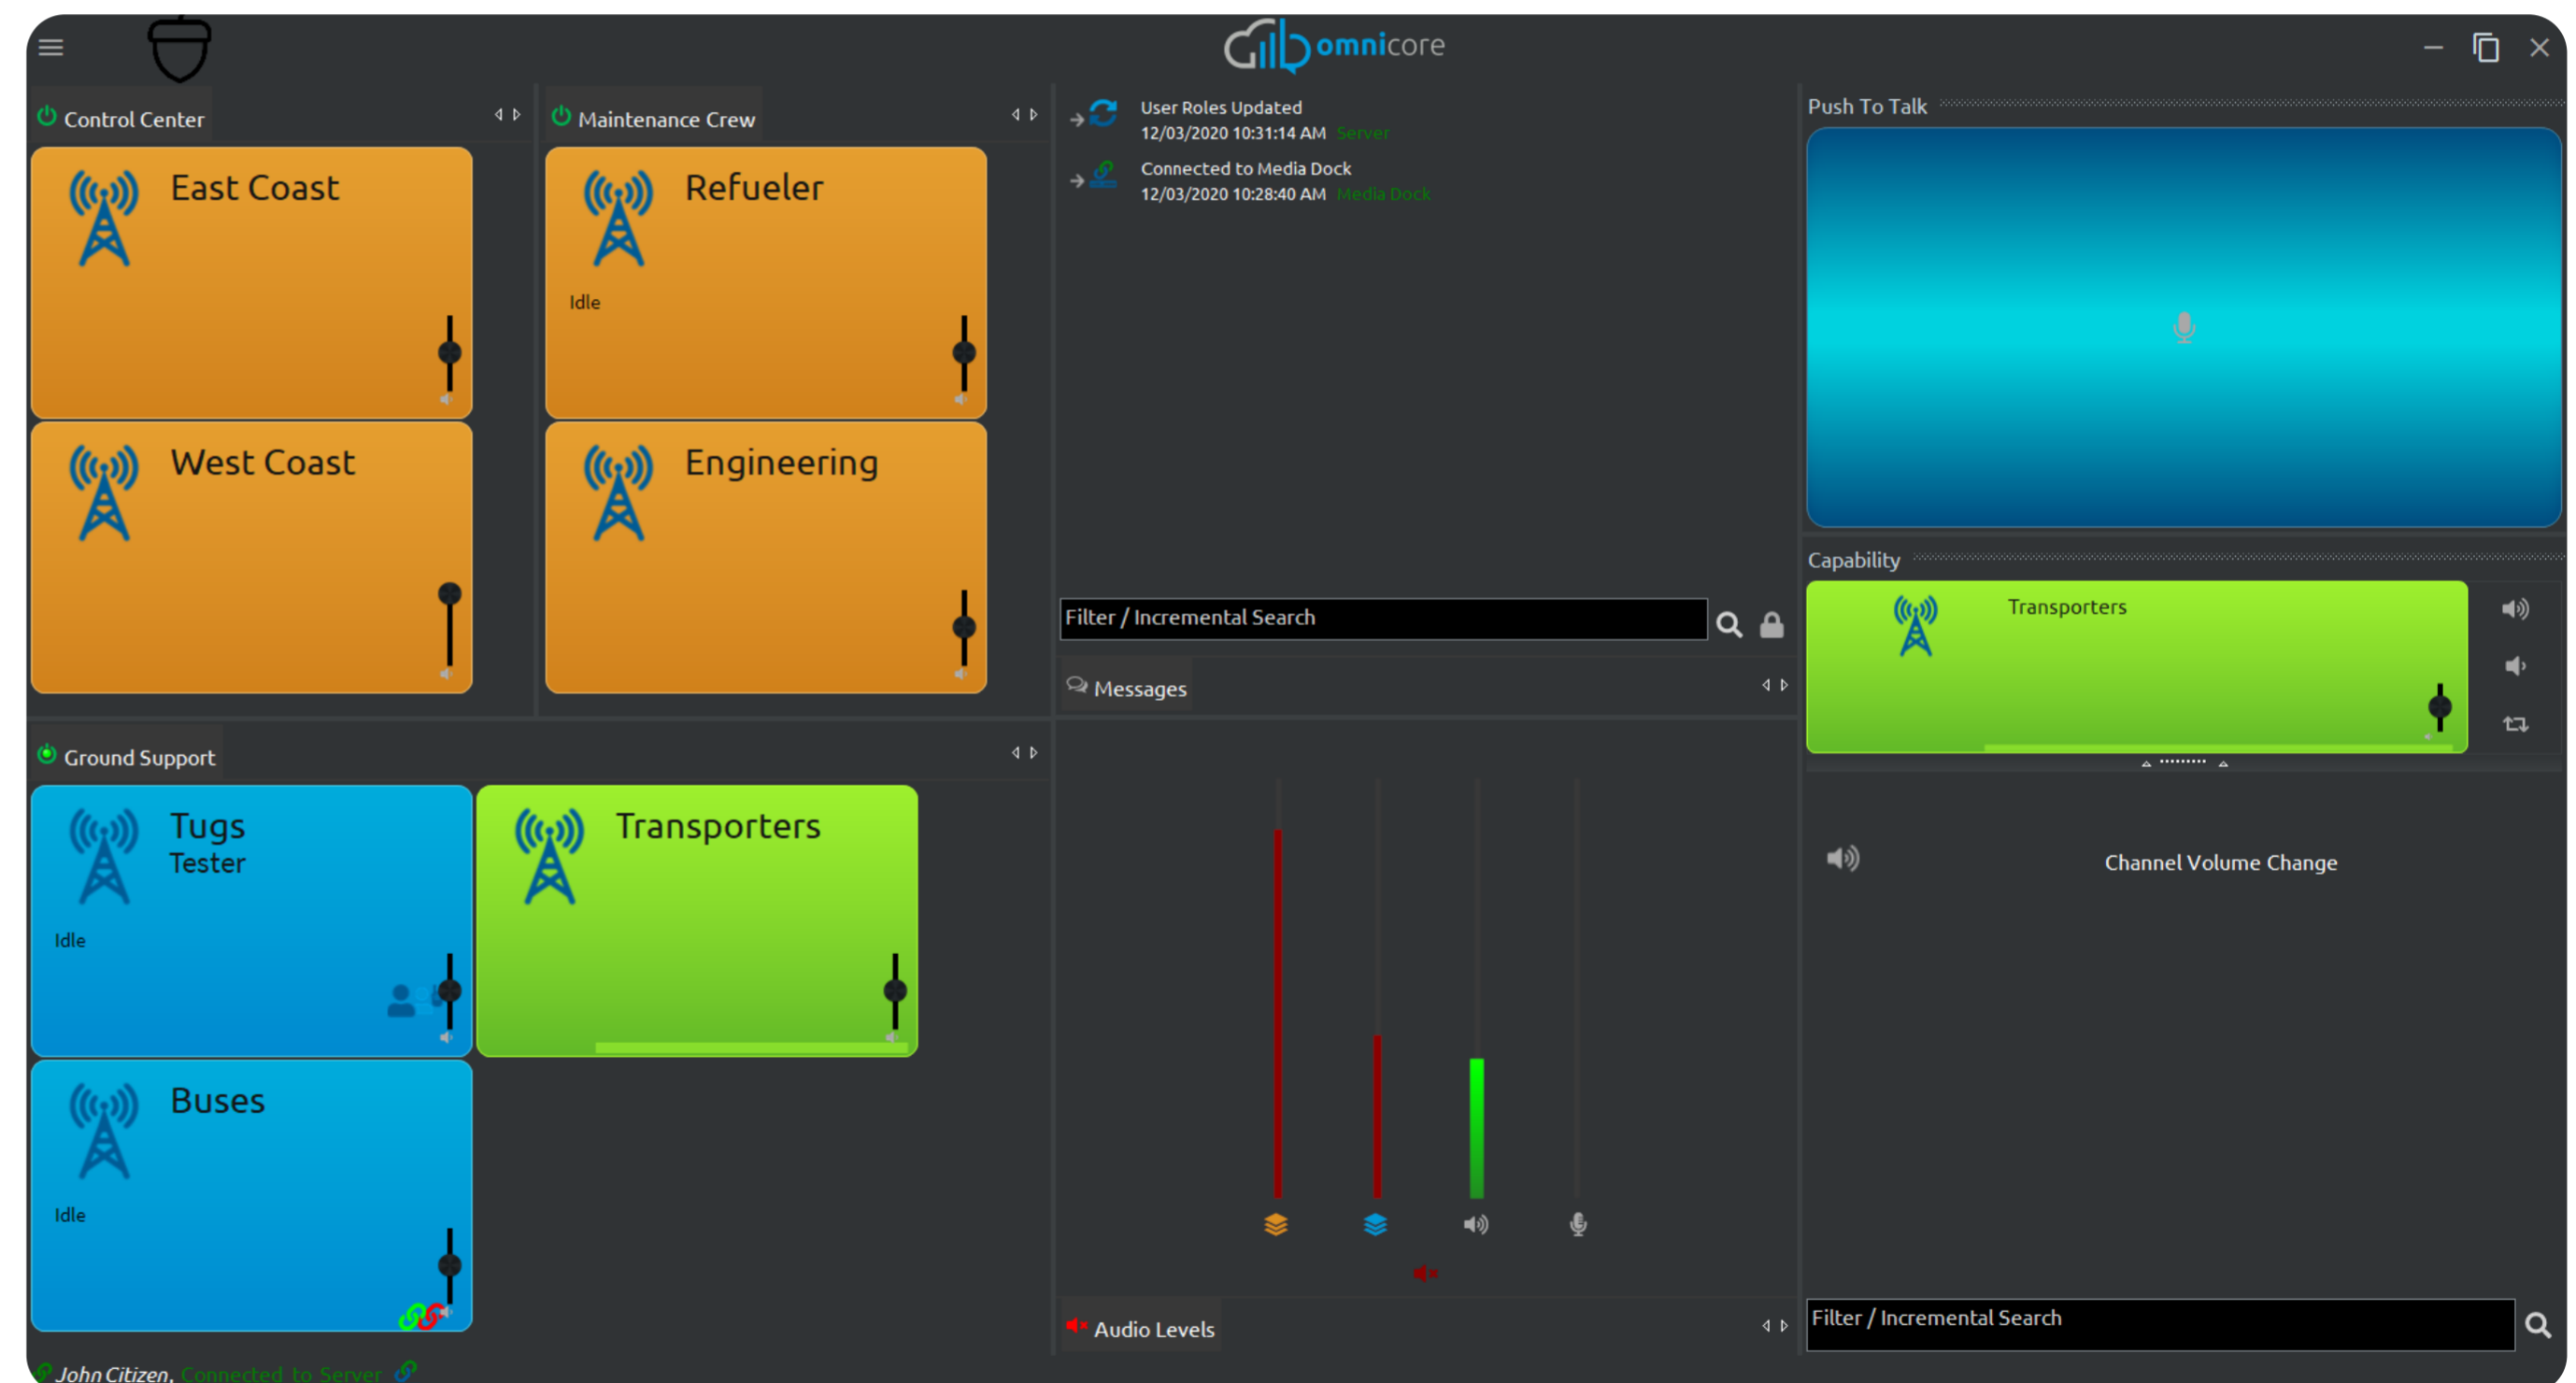 omnicore
Control Center
East Coast
West Coast
Maintenance Crew
Refueler
Idle
Engineering
Ground Support
Tugs
Tester
Idle
Transporters
Buses
Idle
John Citizen, Connected to Server
User Roles Updated
12/03/2020 10:31:14 AM Server
Connected to Media Dock
12/03/2020 10:28:40 AM Media Dock
Filter / Incremental Search
Messages
Audio Levels
Push To Talk
Capability
Transporters
Channel Volume Change
Filter / Incremental Search